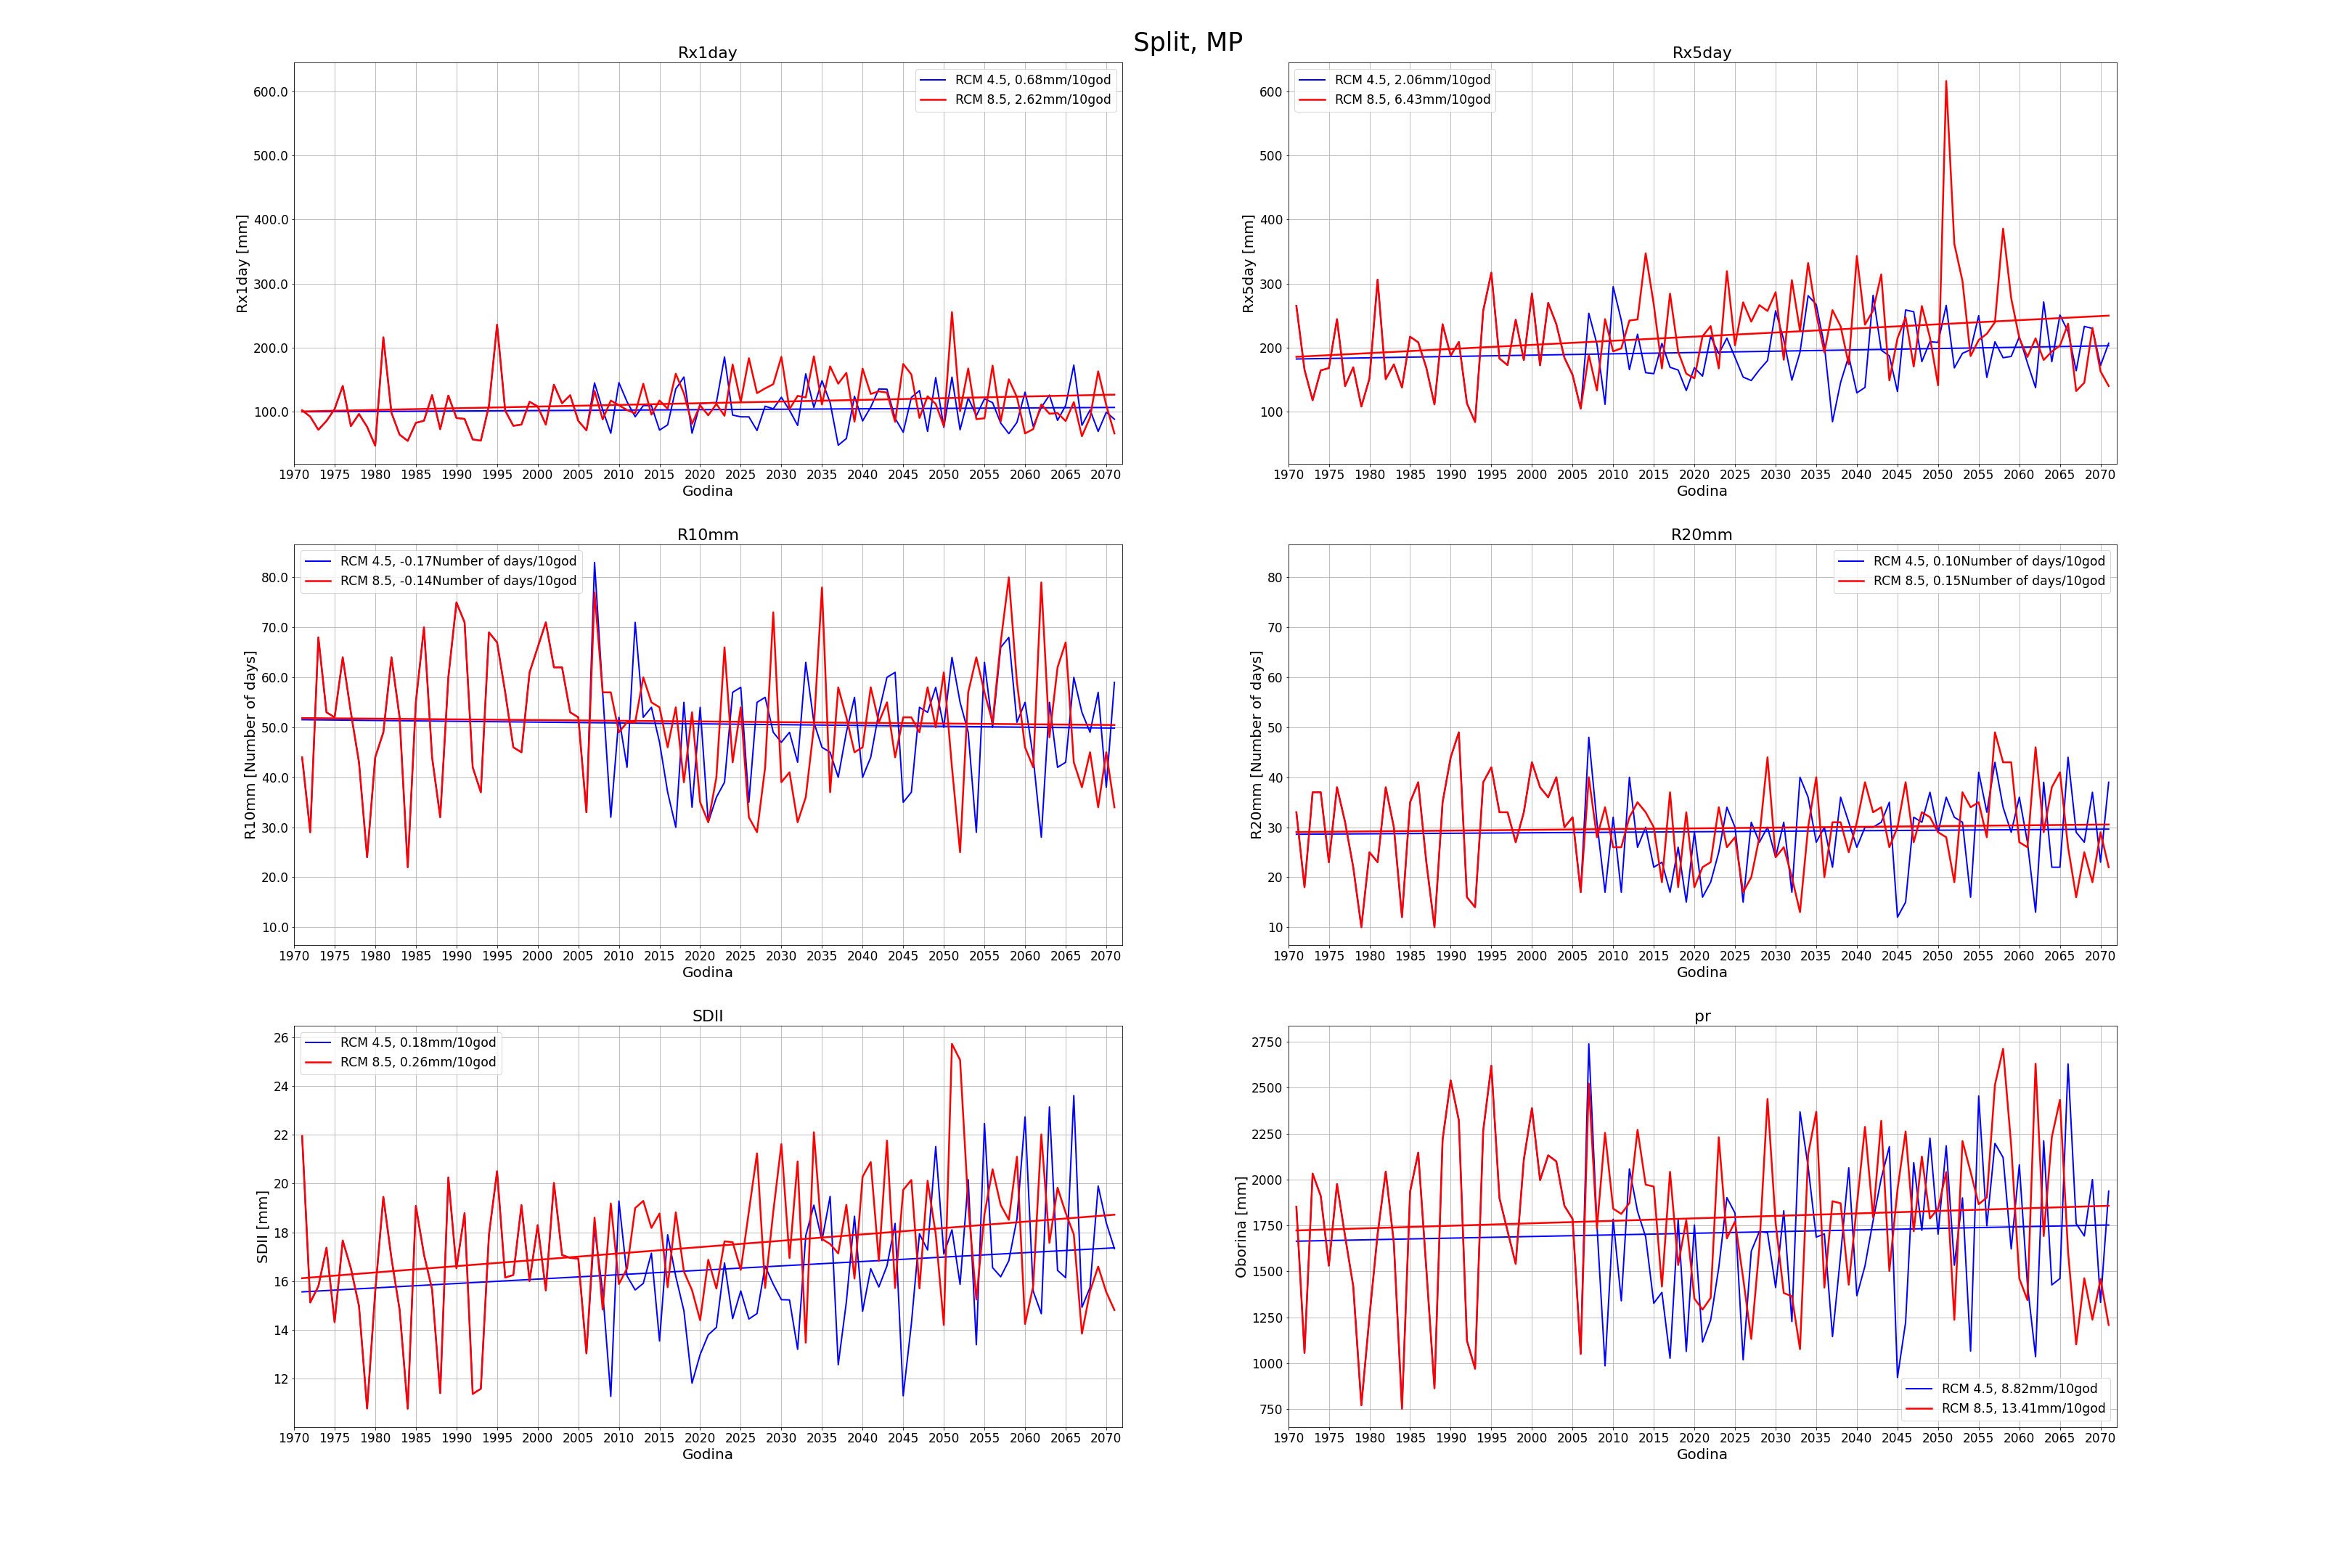 Split, MP
Rx1day
RCM 4.5, 0.68mm/10god
RCM 8.5, 2.62mm/10god
Rx1day [mm]
600.0
500.0
400.0
300.0
200.0
100.0
1970 1975 1980 1985 1990 1995 2000 2005 2010 2015 2020 2025 2030 2035 2040 2045 2050 2055 2060 2065 2070
Godina
Rx5day
RCM 4.5, 2.06mm/10god
RCM 8.5, 6.43mm/10god
Rx5day [mm]
600
500
400
300
200
100
1970 1975 1980 1985 1990 1995 2000 2005 2010 2015 2020 2025 2030 2035 2040 2045 2050 2055 2060 2065 2070
Godina
R10mm
RCM 4.5, -0.17Number of days/10god
RCM 8.5, -0.14Number of days/10god
R10mm [Number of days]
80.0
70.0
60.0
50.0
40.0
30.0
20.0
10.0
1970 1975 1980 1985 1990 1995 2000 2005 2010 2015 2020 2025 2030 2035 2040 2045 2050 2055 2060 2065 2070
Godina
R20mm
RCM 4.5, 0.10Number of days/10god
RCM 8.5, 0.15Number of days/10god
R20mm [Number of days]
80
70
60
50
40
30
20
10
1970 1975 1980 1985 1990 1995 2000 2005 2010 2015 2020 2025 2030 2035 2040 2045 2050 2055 2060 2065 2070
Godina
SDII
RCM 4.5, 0.18mm/10god
RCM 8.5, 0.26mm/10god
SDII [mm]
26
24
22
20
18
16
14
12
1970 1975 1980 1985 1990 1995 2000 2005 2010 2015 2020 2025 2030 2035 2040 2045 2050 2055 2060 2065 2070
Godina
pr
Oborina [mm]
2750
2500
2250
2000
1750
1500
1250
1000
750
RCM 4.5, 8.82mm/10god
RCM 8.5, 13.41mm/10god
1970 1975 1980 1985 1990 1995 2000 2005 2010 2015 2020 2025 2030 2035 2040 2045 2050 2055 2060 2065 2070
Godina